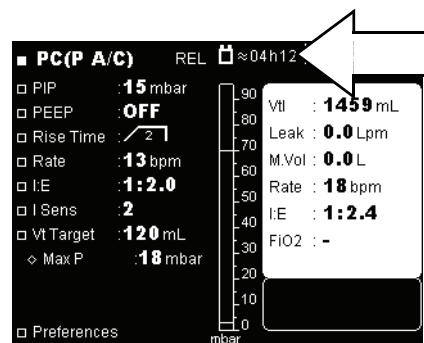 PC(P A/C) REL ≈04h12
PIP :15 mbar
PEEP :OFF
Rise Time : 2
Rate :13 bpm
I:E :1:2.0
I Sens :2
Vt Target :120 mL
Max P :18 mbar
Preferences
90
80
70
60
50
40
30
20
10
0
mbar
Vti : 1459 mL
Leak : 0.0 Lpm
M.Vol : 0.0 L
Rate : 18 bpm
I:E : 1:2.4
FiO2 : -